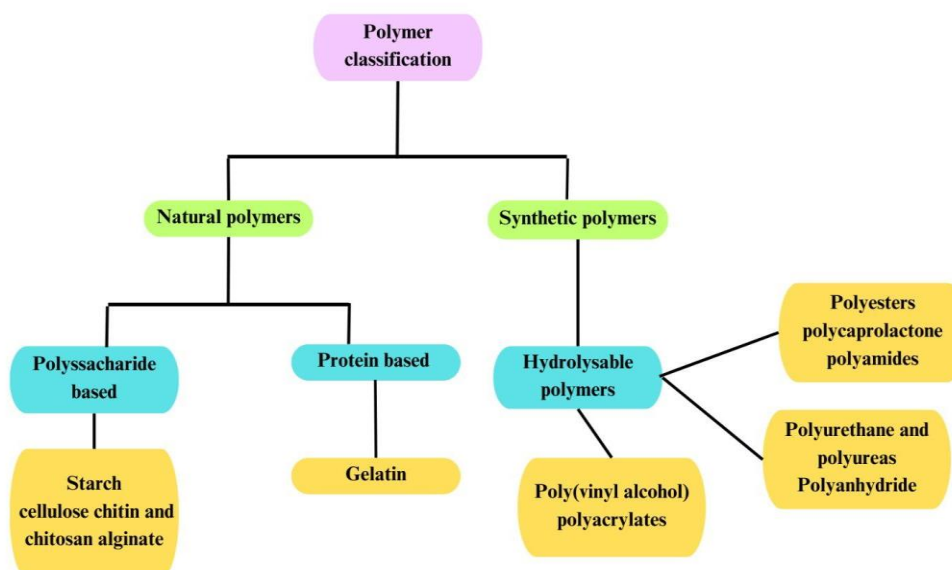 Polymer
classification
Natural polymers
Synthetic polymers
Polyssacharide
based
Protein based
Hydrolysable
polymers
Polyesters
polycaprolactone
polyamides
Starch
cellulose chitin and
chitosan alginate
Gelatin
Poly(vinyl alcohol)
polyacrylates
Polyurethane and
polyureas
Polyanhydride